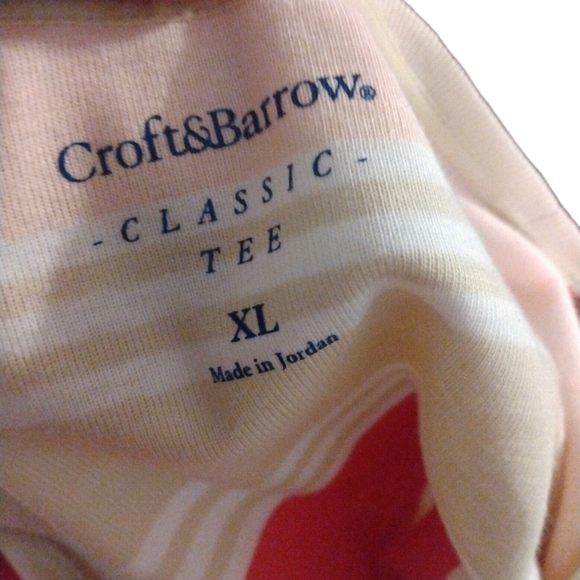 Croft&Barrow®
- CLASSIC -
TEE
XL
Made in Jordan